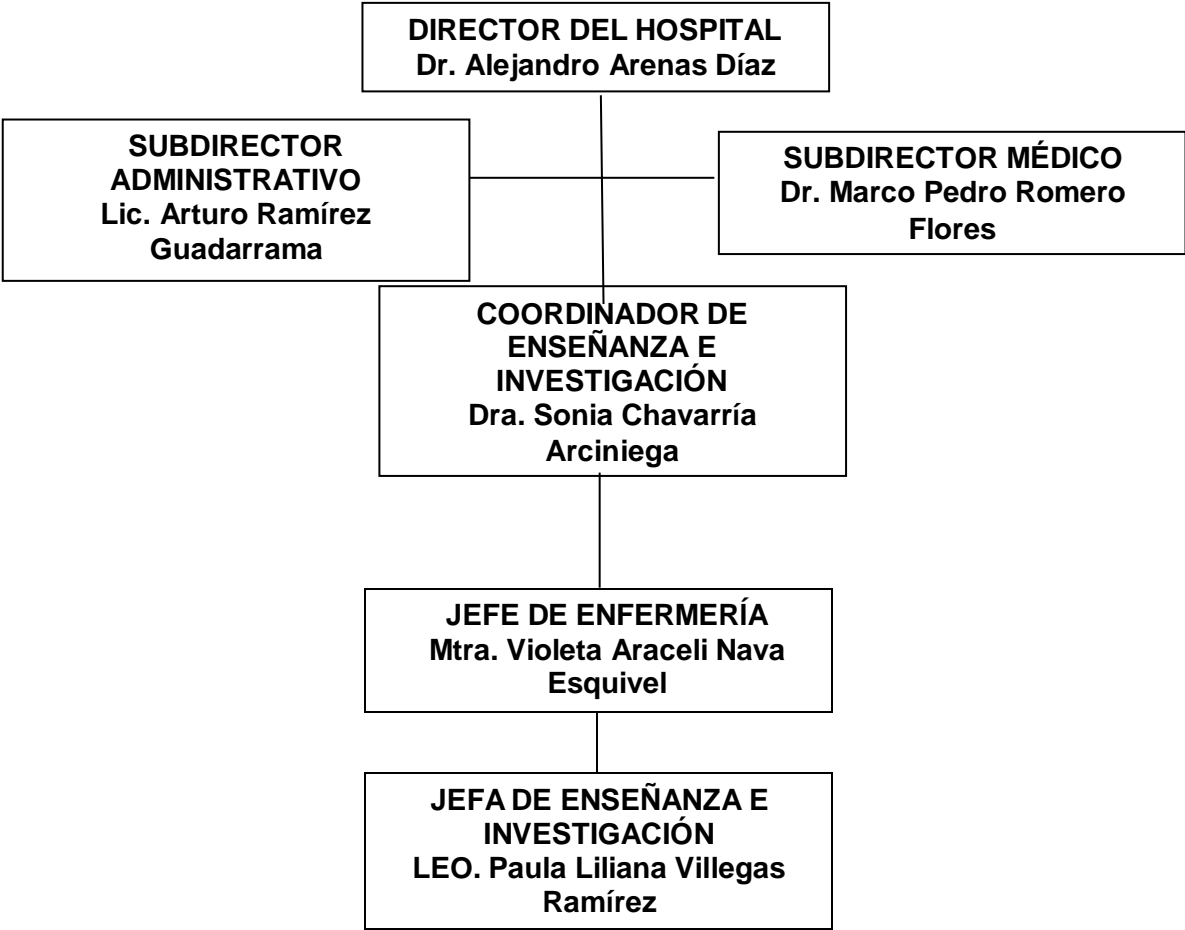 DIRECTOR DEL HOSPITAL
Dr. Alejandro Arenas Díaz
SUBDIRECTOR
ADMINISTRATIVO
Lic. Arturo Ramírez
Guadarrama
SUBDIRECTOR MÉDICO
Dr. Marco Pedro Romero
Flores
COORDINADOR DE
ENSEÑANZA E
INVESTIGACIÓN
Dra. Sonia Chavarría
Arciniega
JEFE DE ENFERMERÍA
Mtra. Violeta Araceli Nava
Esquivel
JEFA DE ENSEÑANZA E
INVESTIGACIÓN
LEO. Paula Liliana Villegas
Ramírez